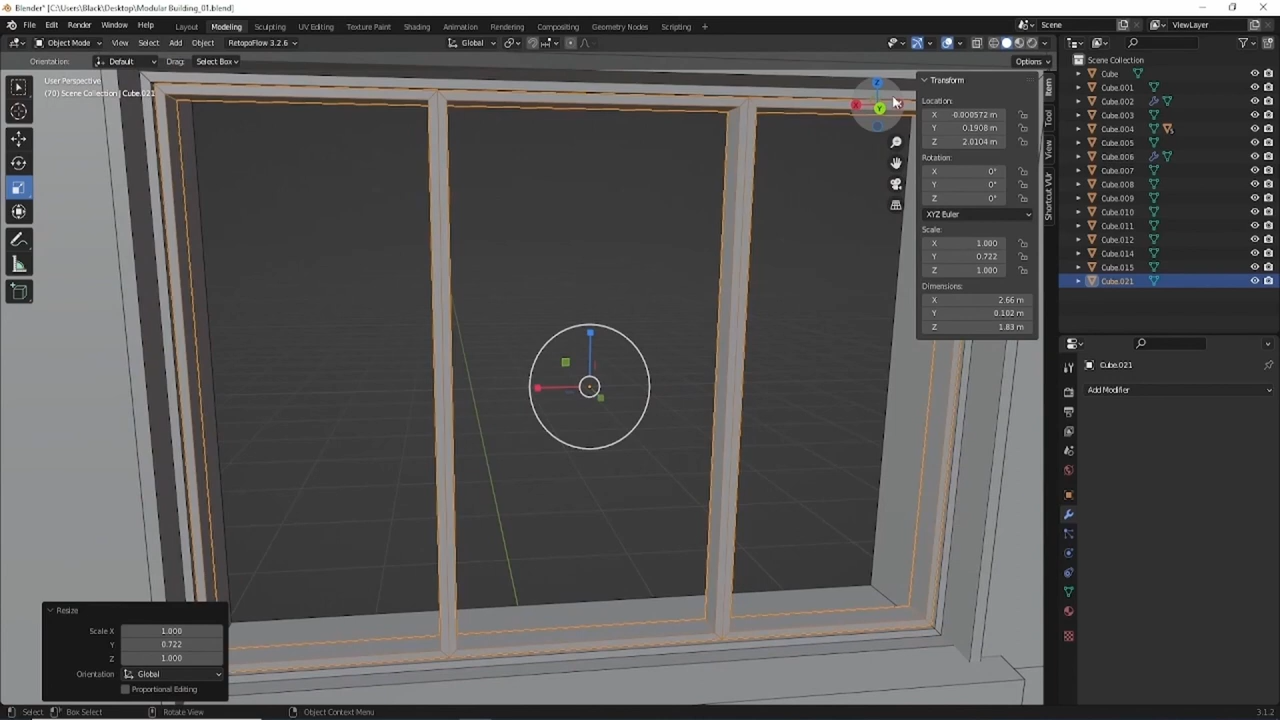 Blender* [C:\Users\Black\Desktop\Modular Building_01.blend]
File Edit Render Window Help Layout Modeling Sculpting UV Editing Texture Paint Shading Animation Rendering Compositing Geometry Nodes Scripting + Scene ViewLayer
Object Mode View Select Add Object RetopoFlow 3.2.6 Global
Orientation: Default Drag: Select Box Options
User Perspective
(70) Scene Collection | Cube.021
Transform
Location:
X -0.000572 m
Y 0.1908 m
Z 2.0104 m
Rotation:
X 0°
Y 0°
Z 0°
XYZ Euler
Scale:
X 1.000
Y 0.722
Z 1.000
Dimensions:
X 2.66 m
Y 0.102 m
Z 1.83 m
Item
Tool
View
Shortcut VUr
Z
X
Y
Scene Collection
Cube
Cube.001
Cube.002
Cube.003
Cube.004
Cube.005
Cube.006
Cube.007
Cube.008
Cube.009
Cube.010
Cube.011
Cube.012
Cube.014
Cube.015
Cube.021
Cube.021
Add Modifier
Resize
Scale X 1.000
Y 0.722
Z 1.000
Orientation Global
Proportional Editing
Select Box Select Rotate View Object Context Menu 3.1.2